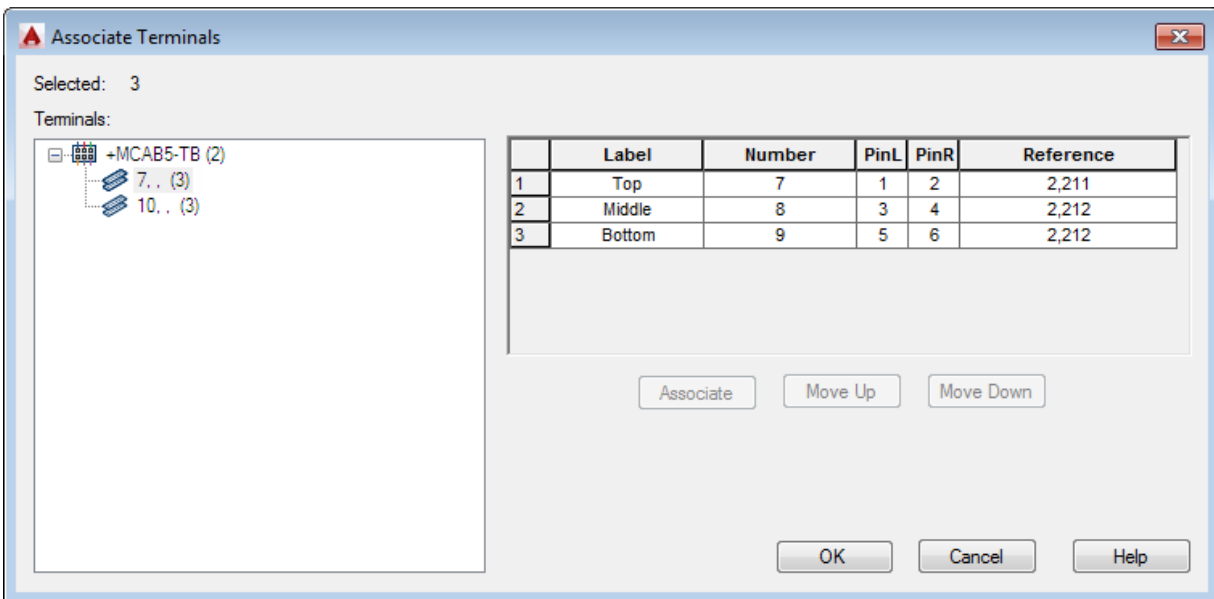 Associate Terminals
Selected: 3
Terminals:
+MCAB5-TB (2)
7, , (3)
10, , (3)
Label Number PinL PinR Reference
1 Top 7 1 2 2,211
2 Middle 8 3 4 2,212
3 Bottom 9 5 6 2,212
Associate Move Up Move Down
OK Cancel Help